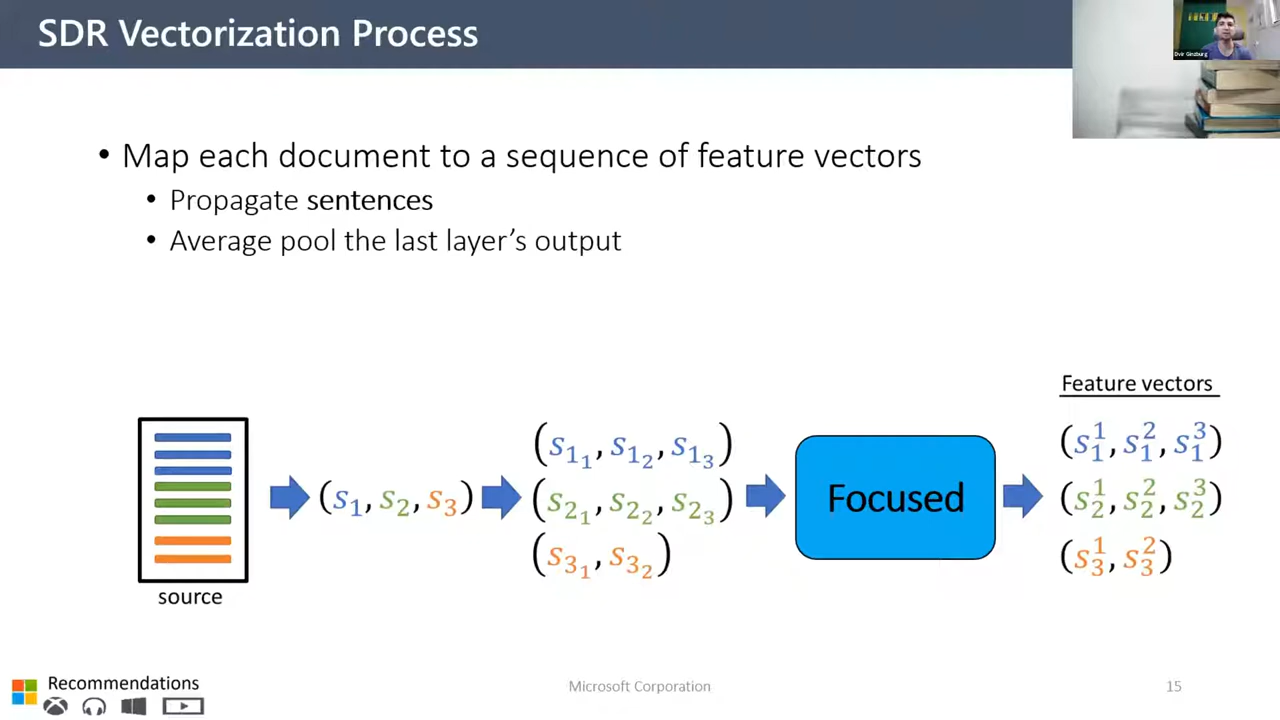 SDR Vectorization Process
Dvir Ginzburg
• Map each document to a sequence of feature vectors
• Propagate sentences
• Average pool the last layer's output
Feature vectors
(s₁, s₂, s₃)
(s₁₁, s₁₂, s₁₃)
(s₂₁, s₂₂, s₂₃)
(s₃₁, s₃₂)
Focused
(s₁¹, s₁², s₁³)
(s₂¹, s₂², s₂³)
(s₃¹, s₃²)
source
Recommendations
Microsoft Corporation
15